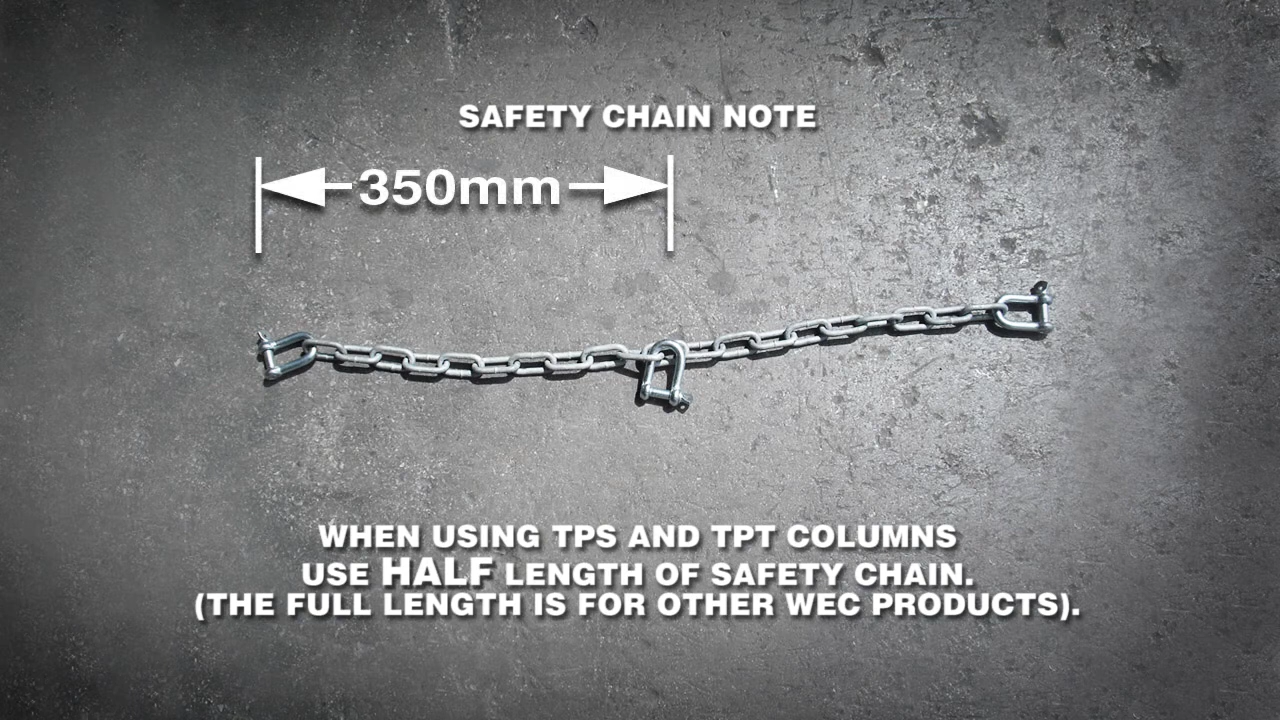 SAFETY CHAIN NOTE
350mm
WHEN USING TPS AND TPT COLUMNS
USE HALF LENGTH OF SAFETY CHAIN.
(THE FULL LENGTH IS FOR OTHER WEC PRODUCTS).